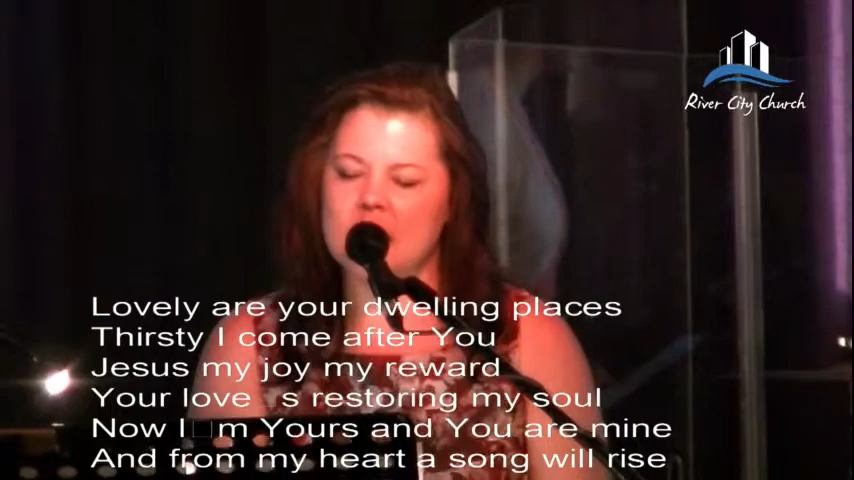 River City Church
Lovely are your dwelling places
Thirsty I come after You
Jesus my joy my reward
Your love □s restoring my soul
Now I□m Yours and You are mine
And from my heart a song will rise